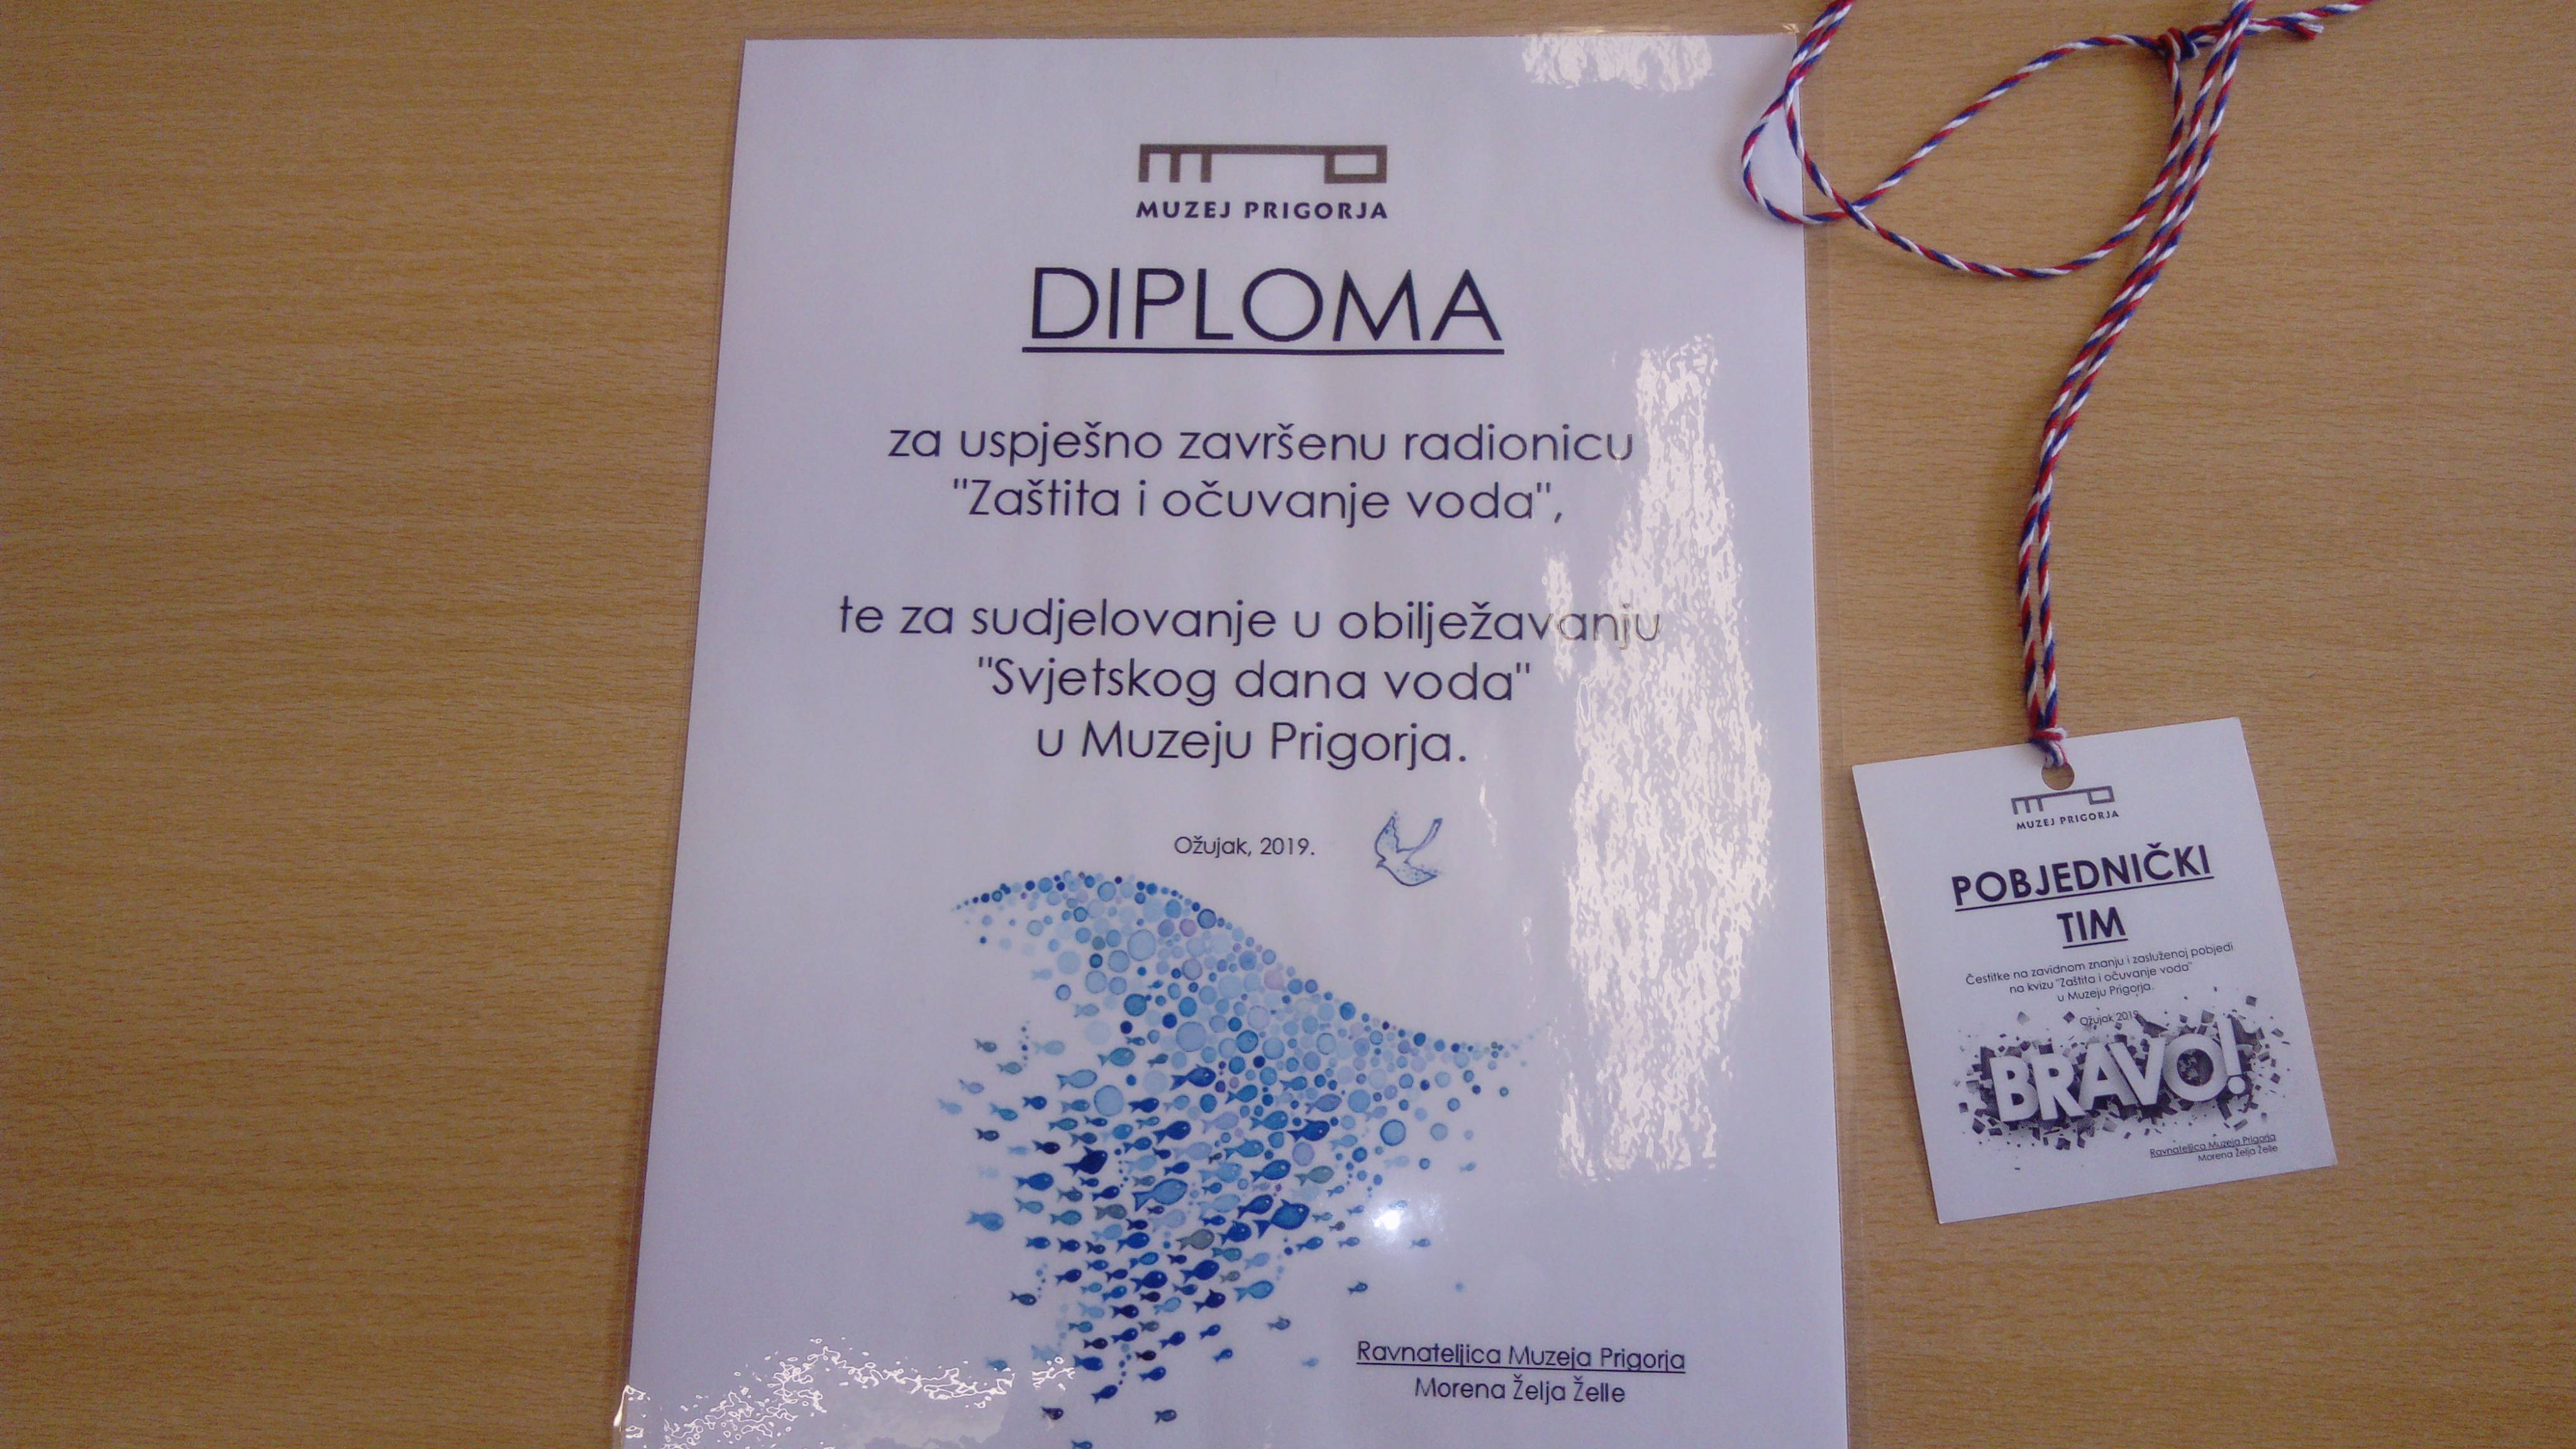 MUZEJ PRIGORJA
DIPLOMA
za uspješno završenu radionicu
"Zaštita i očuvanje voda",
te za sudjelovanje u obilježavanju
"Svjetskog dana voda"
u Muzeju Prigorja.
Ožujak, 2019.
Ravnateljica Muzeja Prigorja
Morena Želja Želle
MUZEJ PRIGORJA
POBJEDNIČKI
TIM
Čestitke na zavidnom znanju i zasluženoj pobjedi
na kvizu "Zaštita i očuvanje voda"
u Muzeju Prigorja.
Ožujak 2019.
BRAVO!
Ravnateljica Muzeja Prigorja
Morena Želja Želle